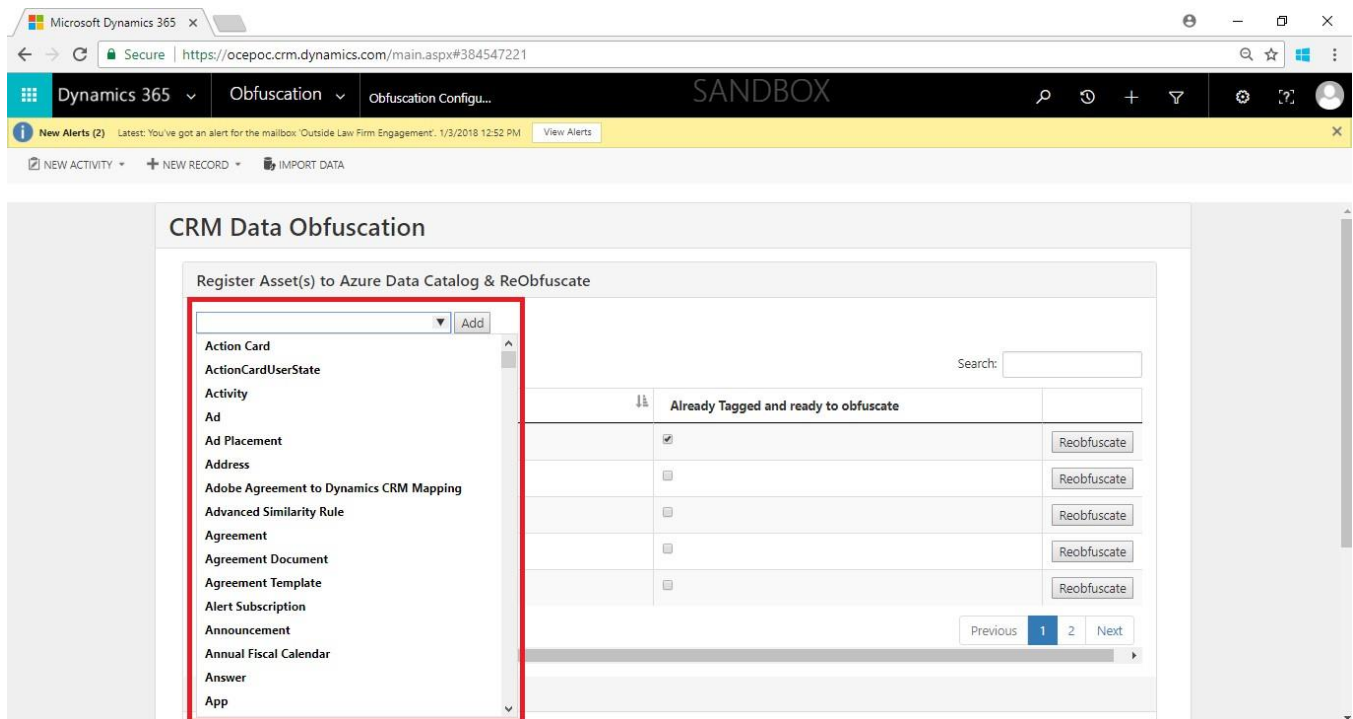 Microsoft Dynamics 365
Secure | https://ocepoc.crm.dynamics.com/main.aspx#384547221
Dynamics 365 Obfuscation Obfuscation Configu... SANDBOX
New Alerts (2) Latest: You've got an alert for the mailbox 'Outside Law Firm Engagement'. 1/3/2018 12:52 PM View Alerts
NEW ACTIVITY NEW RECORD IMPORT DATA
CRM Data Obfuscation
Register Asset(s) to Azure Data Catalog & ReObfuscate
Add
Action Card
ActionCardUserState
Activity
Ad
Ad Placement
Address
Adobe Agreement to Dynamics CRM Mapping
Advanced Similarity Rule
Agreement
Agreement Document
Agreement Template
Alert Subscription
Announcement
Annual Fiscal Calendar
Answer
App
Search:
Already Tagged and ready to obfuscate
Reobfuscate
Reobfuscate
Reobfuscate
Reobfuscate
Reobfuscate
Previous 1 2 Next